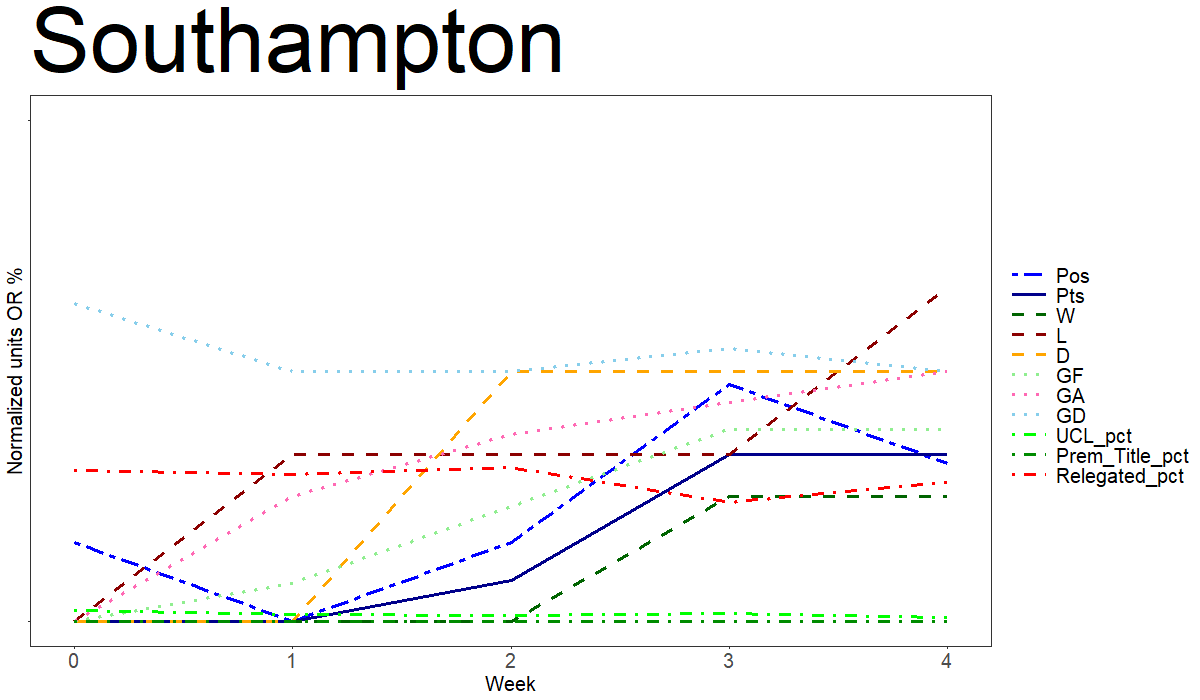 Southampton
Normalized units OR %
Pos
Pts
W
L
D
GF
GA
GD
UCL_pct
Prem_Title_pct
Relegated_pct
0 1 2 3 4
Week